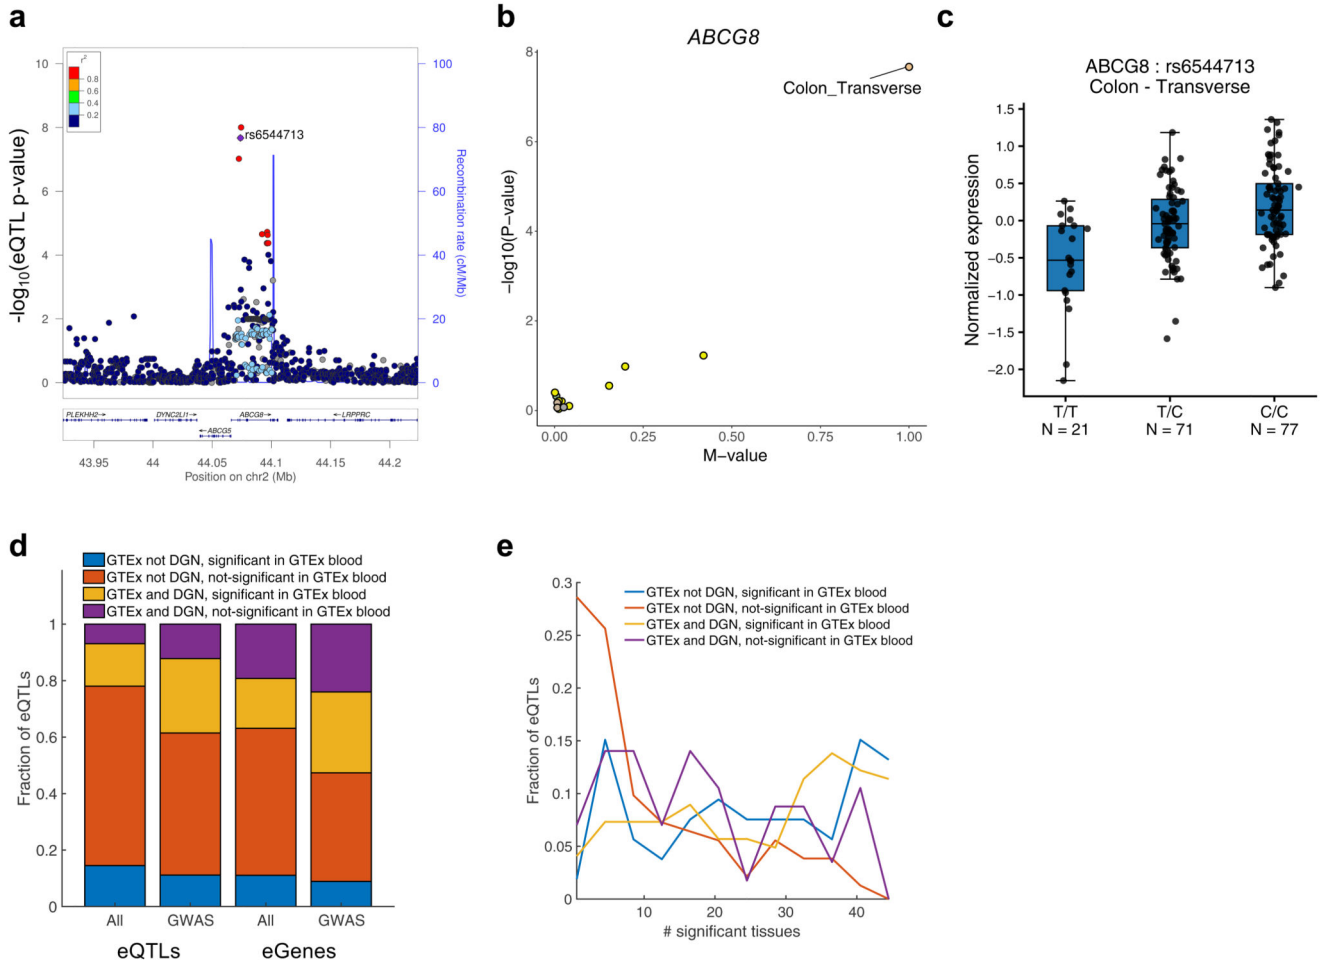 a
-log10(eQTL p-value)
10
8
6
4
2
0
r2
0.8
0.6
0.4
0.2
rs6544713
100
80
60
40
20
0
Recombination rate (cM/Mb)
PLEKHH2→
DYNC2LI1→
ABCG8→
←LRPPRC
←ABCG5
43.95
44
44.05
44.1
44.15
44.2
Position on chr2 (Mb)
b
ABCG8
−log10(P-value)
8
6
4
2
0
Colon_Transverse
0.00
0.25
0.50
0.75
1.00
M-value
c
ABCG8 : rs6544713
Colon - Transverse
Normalized expression
1.5
1.0
0.5
0.0
−0.5
−1.0
−1.5
−2.0
T/T
T/C
C/C
N = 21
N = 71
N = 77
d
GTEx not DGN, significant in GTEx blood
GTEx not DGN, not-significant in GTEx blood
GTEx and DGN, significant in GTEx blood
GTEx and DGN, not-significant in GTEx blood
Fraction of eQTLs
1
0.8
0.6
0.4
0.2
0
All
GWAS
All
GWAS
eQTLs
eGenes
e
GTEx not DGN, significant in GTEx blood
GTEx not DGN, not-significant in GTEx blood
GTEx and DGN, significant in GTEx blood
GTEx and DGN, not-significant in GTEx blood
Fraction of eQTLs
0.3
0.25
0.2
0.15
0.1
0.05
0
10
20
30
40
# significant tissues